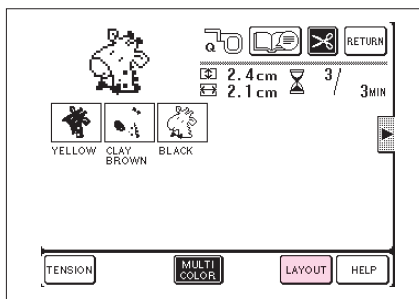 Q
RETURN
2.4cm 3/
2.1cm 3MIN
YELLOW CLAY BROWN BLACK
TENSION MULTI COLOR LAYOUT HELP